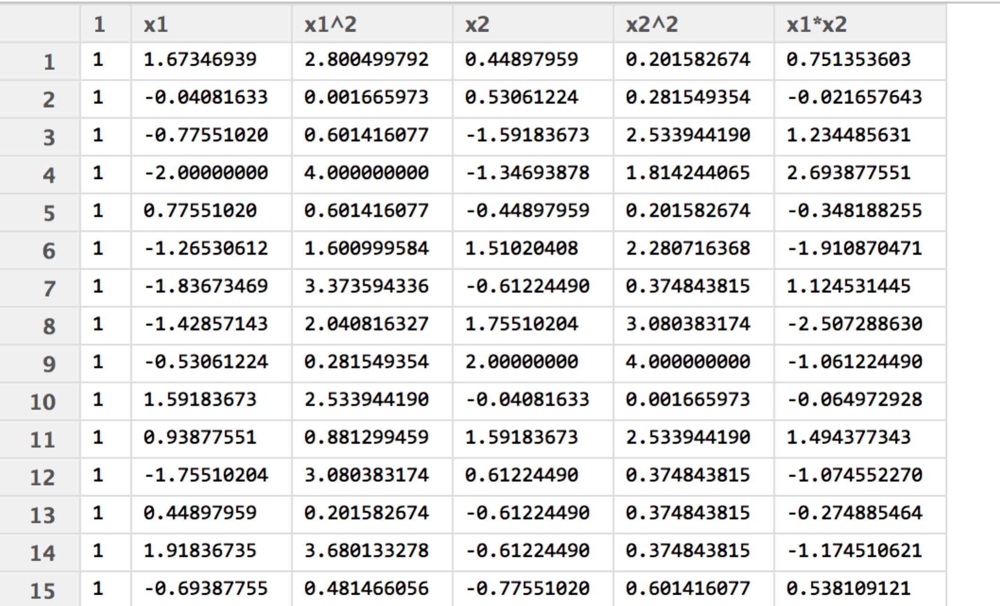 1 x1 x1^2 x2 x2^2 x1*x2
1 1 1.67346939 2.800499792 0.44897959 0.201582674 0.751353603
2 1 -0.04081633 0.001665973 0.53061224 0.281549354 -0.021657643
3 1 -0.77551020 0.601416077 -1.59183673 2.533944190 1.234485631
4 1 -2.00000000 4.000000000 -1.34693878 1.814244065 2.693877551
5 1 0.77551020 0.601416077 -0.44897959 0.201582674 -0.348188255
6 1 -1.26530612 1.600999584 1.51020408 2.280716368 -1.910870471
7 1 -1.83673469 3.373594336 -0.61224490 0.374843815 1.124531445
8 1 -1.42857143 2.040816327 1.75510204 3.080383174 -2.507288630
9 1 -0.53061224 0.281549354 2.00000000 4.000000000 -1.061224490
10 1 1.59183673 2.533944190 -0.04081633 0.001665973 -0.064972928
11 1 0.93877551 0.881299459 1.59183673 2.533944190 1.494377343
12 1 -1.75510204 3.080383174 0.61224490 0.374843815 -1.074552270
13 1 0.44897959 0.201582674 -0.61224490 0.374843815 -0.274885464
14 1 1.91836735 3.680133278 -0.61224490 0.374843815 -1.174510621
15 1 -0.69387755 0.481466056 -0.77551020 0.601416077 0.538109121